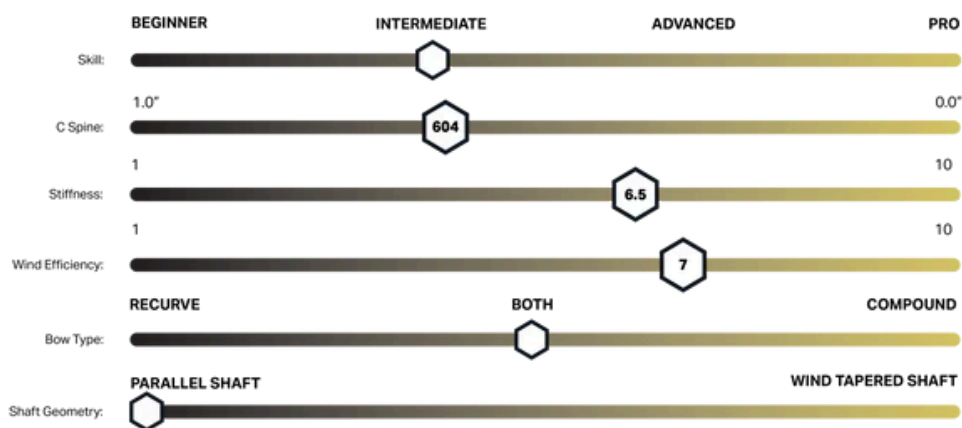 BEGINNER INTERMEDIATE ADVANCED PRO
Skill:
1.0" 0.0"
C Spine: 604
1 10
Stiffness: 6.5
1 10
Wind Efficiency: 7
RECURVE BOTH COMPOUND
Bow Type:
PARALLEL SHAFT WIND TAPERED SHAFT
Shaft Geometry: